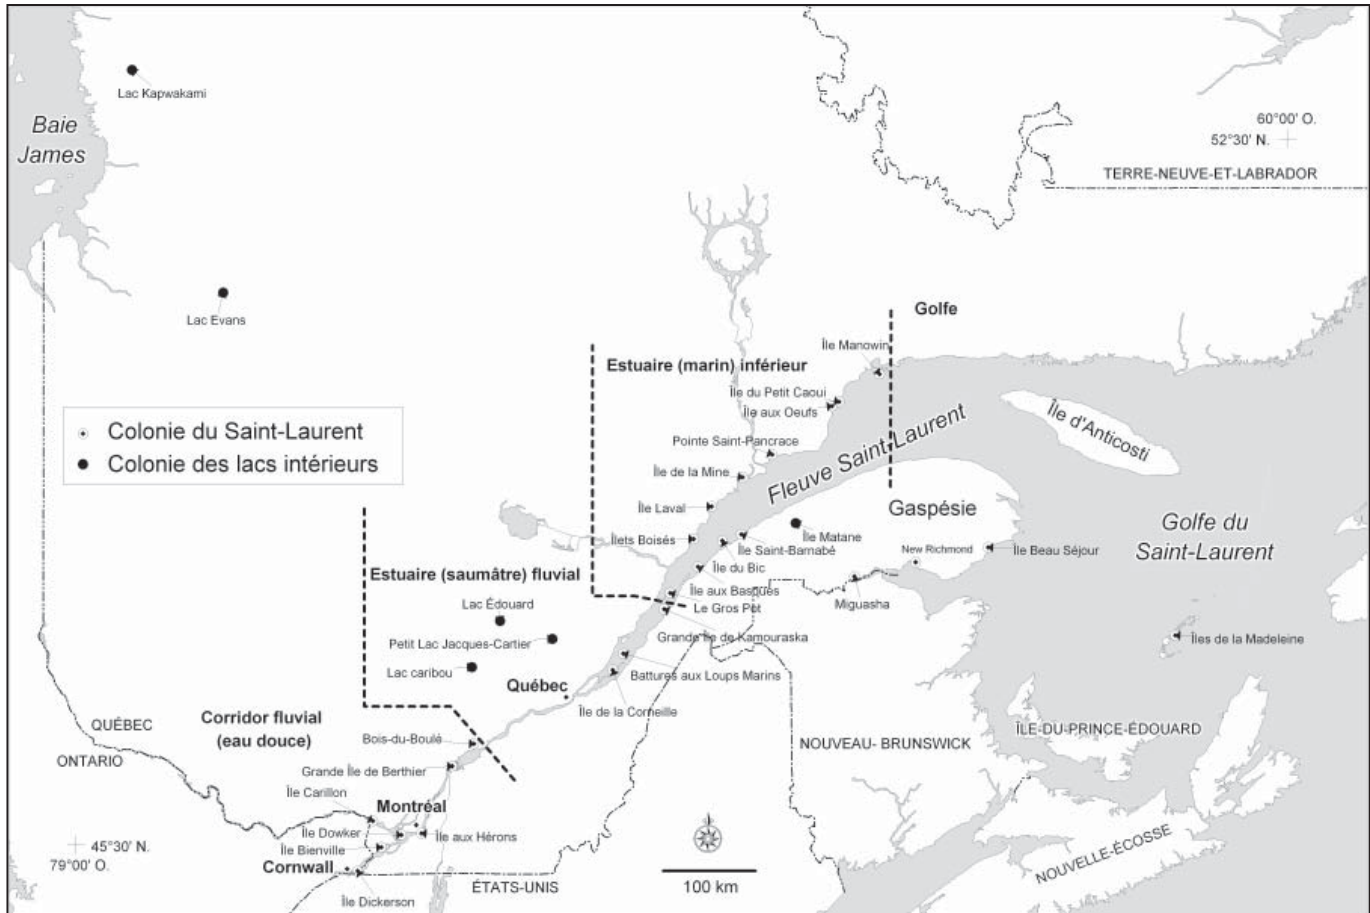 Lac Kapwakami
Baie
James
60°00' O.
52°30' N.
TERRE-NEUVE-ET-LABRADOR
Lac Evans
Golfe
Île Manowin
Estuaire (marin) inférieur
Île du Petit Caoui
Île aux Oeufs
Île d'Anticosti
Colonie du Saint-Laurent
Colonie des lacs intérieurs
Pointe Saint-Pancrace
Fleuve Saint-Laurent
Île de la Mine
Île Laval
Gaspésie
Golfe du
Saint-Laurent
Îlets Boisés
Île Matane
Île Saint-Barnabé
New Richmond
Île Beau Séjour
Île du Bic
Estuaire (saumâtre) fluvial
Île aux Basques
Miguasha
Lac Édouard
Le Gros Pot
Petit Lac Jacques-Cartier
Grande Île de Kamouraska
Îles de la Madeleine
Lac caribou
Battures aux Loups Marins
Québec
Île de la Corneille
Corridor fluvial
(eau douce)
QUÉBEC
ONTARIO
Bois-du-Boulé
NOUVEAU- BRUNSWICK
ÎLE-DU-PRINCE-ÉDOUARD
Grande Île de Berthier
Île Carillon
Montréal
Île Dowker
Île aux Hérons
45°30' N.
79°00' O.
Île Bienville
Cornwall
NOUVELLE-ÉCOSSE
ÉTATS-UNIS
100 km
Île Dickerson